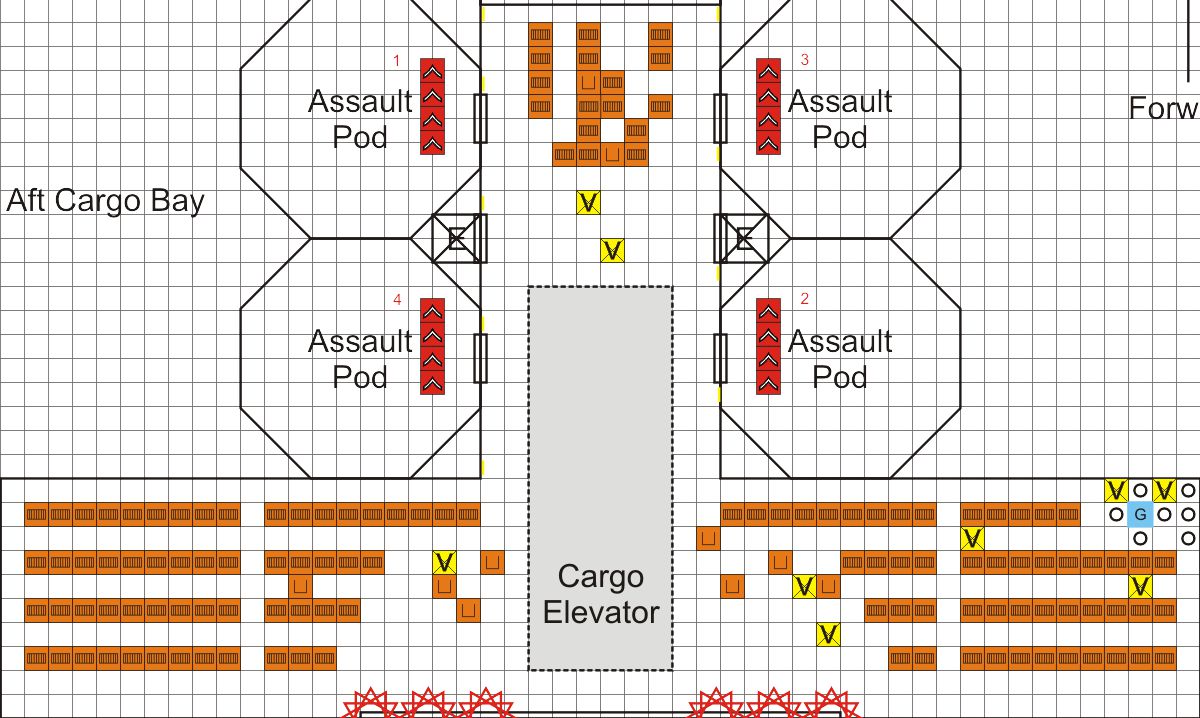 1
3
Assault
Pod
Assault
Pod
Forw
Aft Cargo Bay
V
V
E
E
4
2
Assault
Pod
Assault
Pod
V
V
G
V
V
V
V
V
Cargo
Elevator